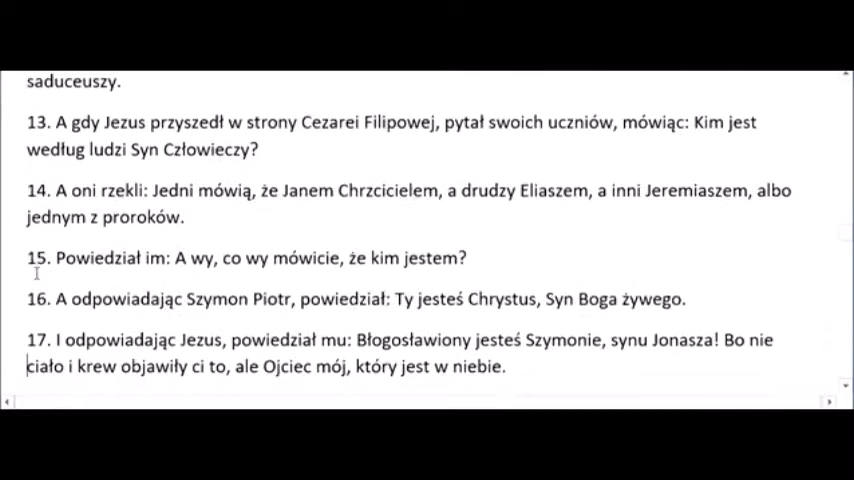 saduceuszy.
13. A gdy Jezus przyszedł w strony Cezarei Filipowej, pytał swoich uczniów, mówiąc: Kim jest
według ludzi Syn Człowieczy?
14. A oni rzekli: Jedni mówią, że Janem Chrzcicielem, a drudzy Eliaszem, a inni Jeremiaszem, albo
jednym z proroków.
15. Powiedział im: A wy, co wy mówicie, że kim jestem?
16. A odpowiadając Szymon Piotr, powiedział: Ty jesteś Chrystus, Syn Boga żywego.
17. I odpowiadając Jezus, powiedział mu: Błogosławiony jesteś Szymonie, synu Jonasza! Bo nie
ciało i krew objawiły ci to, ale Ojciec mój, który jest w niebie.